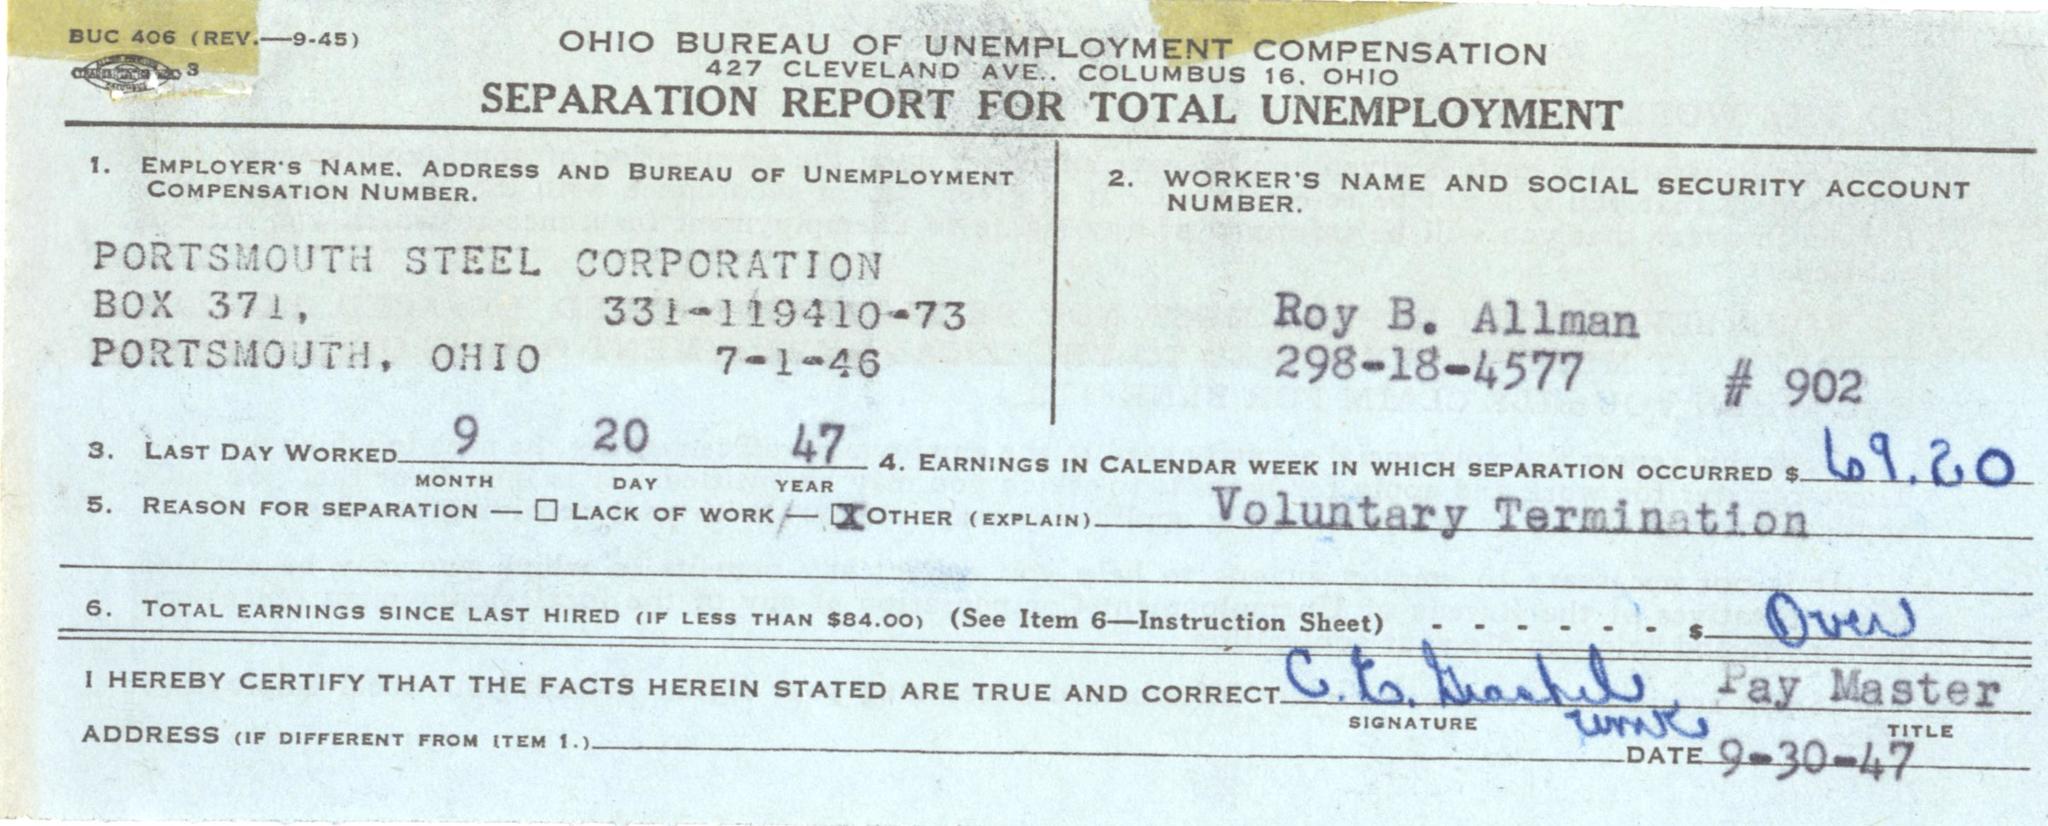 BUC 406 (REV.—9-45)
3
OHIO BUREAU OF UNEMPLOYMENT COMPENSATION
427 CLEVELAND AVE., COLUMBUS 16, OHIO
SEPARATION REPORT FOR TOTAL UNEMPLOYMENT
1. EMPLOYER'S NAME, ADDRESS AND BUREAU OF UNEMPLOYMENT
COMPENSATION NUMBER.
PORTSMOUTH STEEL CORPORATION
BOX 371, 331-119410-73
PORTSMOUTH, OHIO 7-1-46
2. WORKER'S NAME AND SOCIAL SECURITY ACCOUNT
NUMBER.
Roy B. Allman
298-18-4577 # 902
3. LAST DAY WORKED 9 20 47
MONTH DAY YEAR
4. EARNINGS IN CALENDAR WEEK IN WHICH SEPARATION OCCURRED $ 69.20
5. REASON FOR SEPARATION — LACK OF WORK — X OTHER (EXPLAIN) Voluntary Termination
6. TOTAL EARNINGS SINCE LAST HIRED (IF LESS THAN $84.00) (See Item 6—Instruction Sheet) - - - - - - $ Over
I HEREBY CERTIFY THAT THE FACTS HEREIN STATED ARE TRUE AND CORRECT C. E. Pay Master
SIGNATURE TITLE
ADDRESS (IF DIFFERENT FROM ITEM 1.) DATE 9-30-47